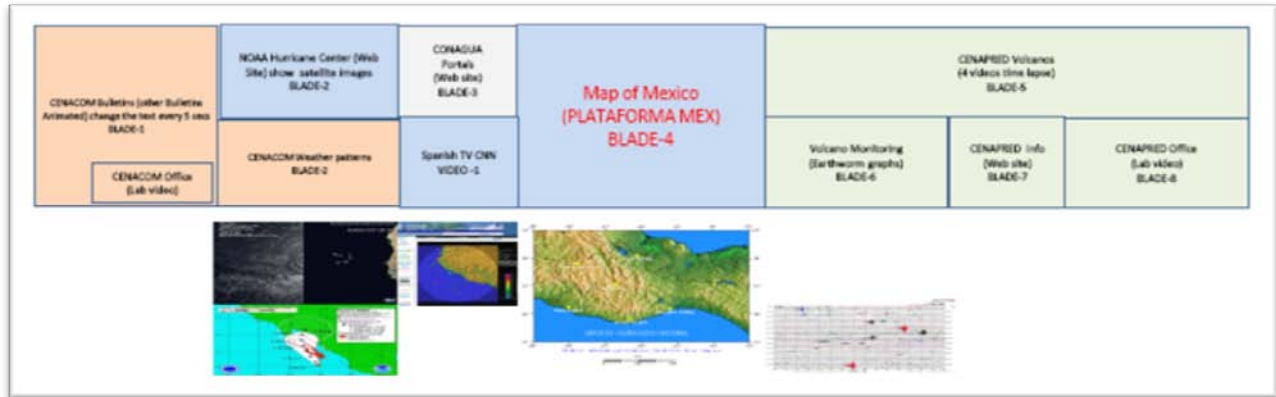 CENACOM Bulletins (other Bulletins
Animated) change the text every 5 secs
BLADE-1
CENACOM Office
(Lab video)
NOAA Hurricane Center (Web
Site) show satellite images
BLADE-2
CENACOM Weather patterns
BLADE-2
CONAGUA
Portals
(Web site)
BLADE-3
Spanish TV CNN
VIDEO -1
Map of Mexico
(PLATAFORMA MEX)
BLADE-4
CENAPRED Volcanos
(4 videos time lapse)
BLADE-5
Volcano Monitoring
(Earthworm graphs)
BLADE-6
CENAPRED Info
(Web site)
BLADE-7
CENAPRED Office
(Lab video)
BLADE-8